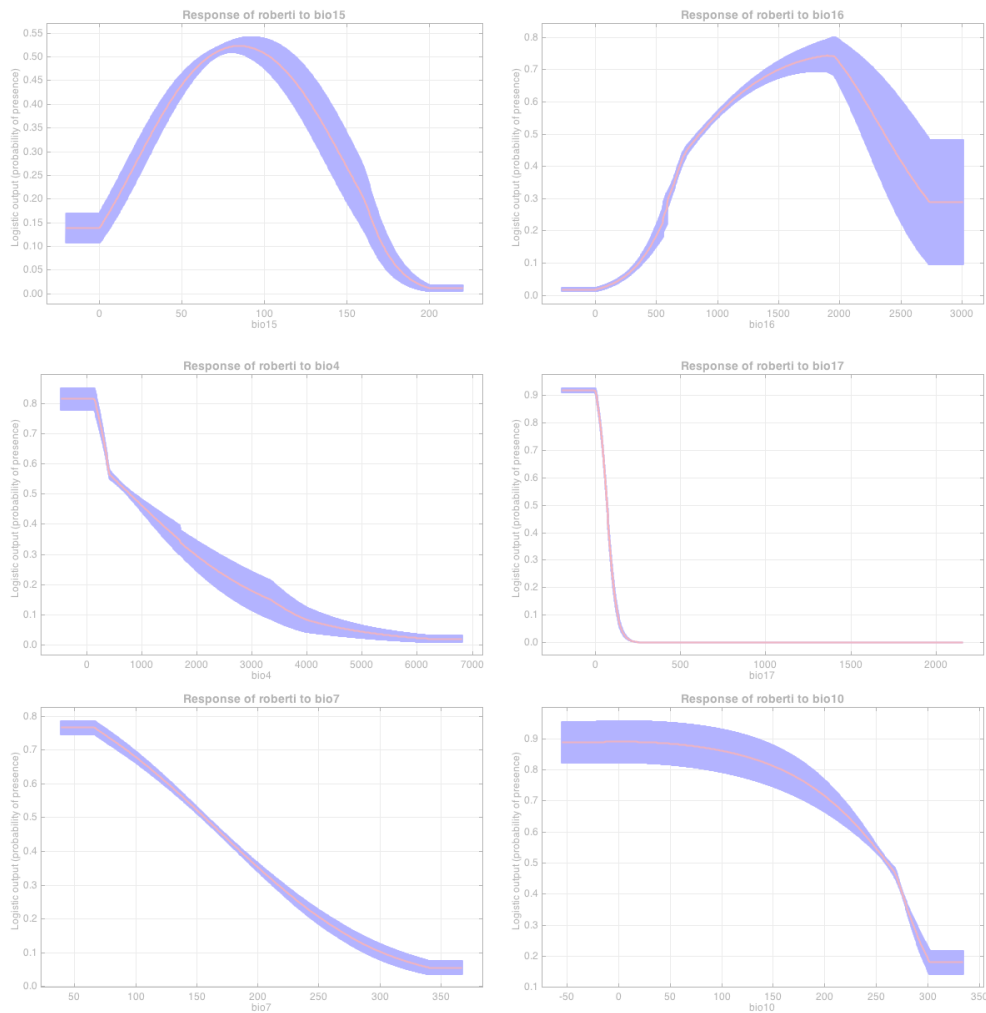 Response of roberti to bio15
Logistic output (probability of presence)
0.55
0.50
0.45
0.40
0.35
0.30
0.25
0.20
0.15
0.10
0.05
0.00
0 50 100 150 200
bio15
Response of roberti to bio16
Logistic output (probability of presence)
0.8
0.7
0.6
0.5
0.4
0.3
0.2
0.1
0.0
0 500 1000 1500 2000 2500 3000
bio16
Response of roberti to bio4
Logistic output (probability of presence)
0.8
0.7
0.6
0.5
0.4
0.3
0.2
0.1
0.0
0 1000 2000 3000 4000 5000 6000 7000
bio4
Response of roberti to bio17
Logistic output (probability of presence)
0.9
0.8
0.7
0.6
0.5
0.4
0.3
0.2
0.1
0.0
0 500 1000 1500 2000
bio17
Response of roberti to bio7
Logistic output (probability of presence)
0.8
0.7
0.6
0.5
0.4
0.3
0.2
0.1
0.0
50 100 150 200 250 300 350
bio7
Response of roberti to bio10
Logistic output (probability of presence)
0.9
0.8
0.7
0.6
0.5
0.4
0.3
0.2
0.1
-50 0 50 100 150 200 250 300 350
bio10